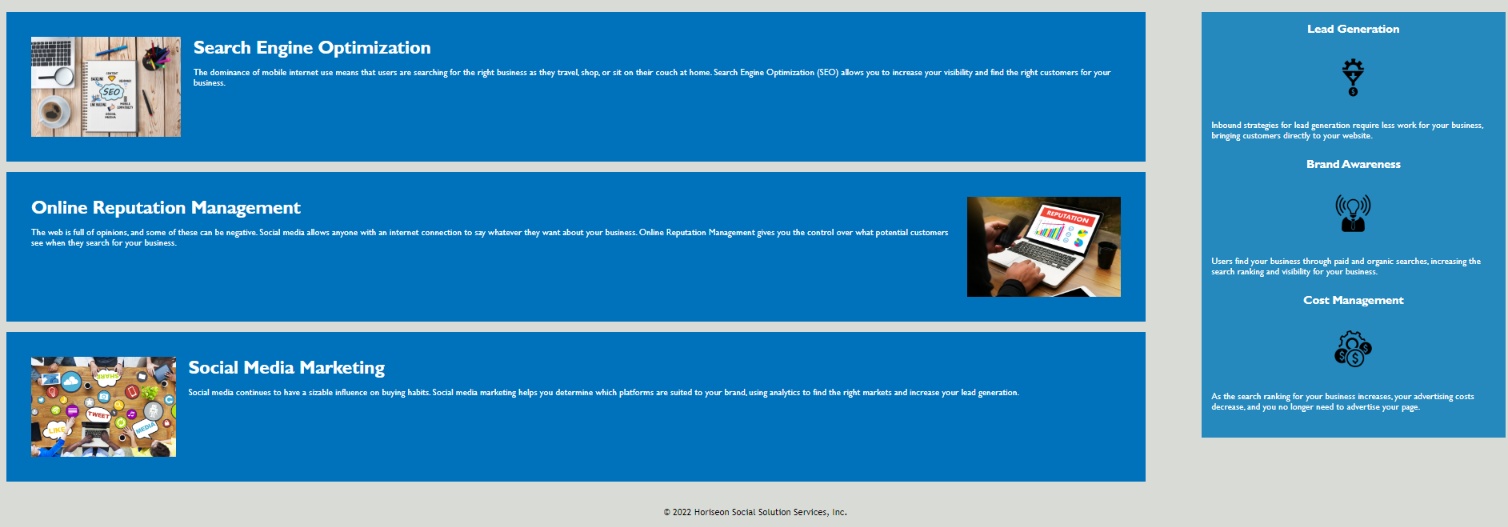 Search Engine Optimization
The dominance of mobile internet use means that users are searching for the right business as they travel, shop, or sit on their couch at home. Search Engine Optimization (SEO) allows you to increase your visibility and find the right customers for your
business.
SEO
Online Reputation Management
The web is full of opinions, and some of these can be negative. Social media allows anyone with an internet connection to say whatever they want about your business. Online Reputation Management gives you the control over what potential customers
see when they search for your business.
REPUTATION
Social Media Marketing
Social media continues to have a sizable influence on buying habits. Social media marketing helps you determine which platforms are suited to your brand, using analytics to find the right markets and increase your lead generation.
TWEET
LIKE
MEDIA
Lead Generation
Inbound strategies for lead generation require less work for your business,
bringing customers directly to your website.
Brand Awareness
Users find your business through paid and organic searches, increasing the
search ranking and visibility for your business.
Cost Management
As the search ranking for your business increases, your advertising costs
decrease, and you no longer need to advertise your page.
© 2022 Horiseon Social Solution Services, Inc.